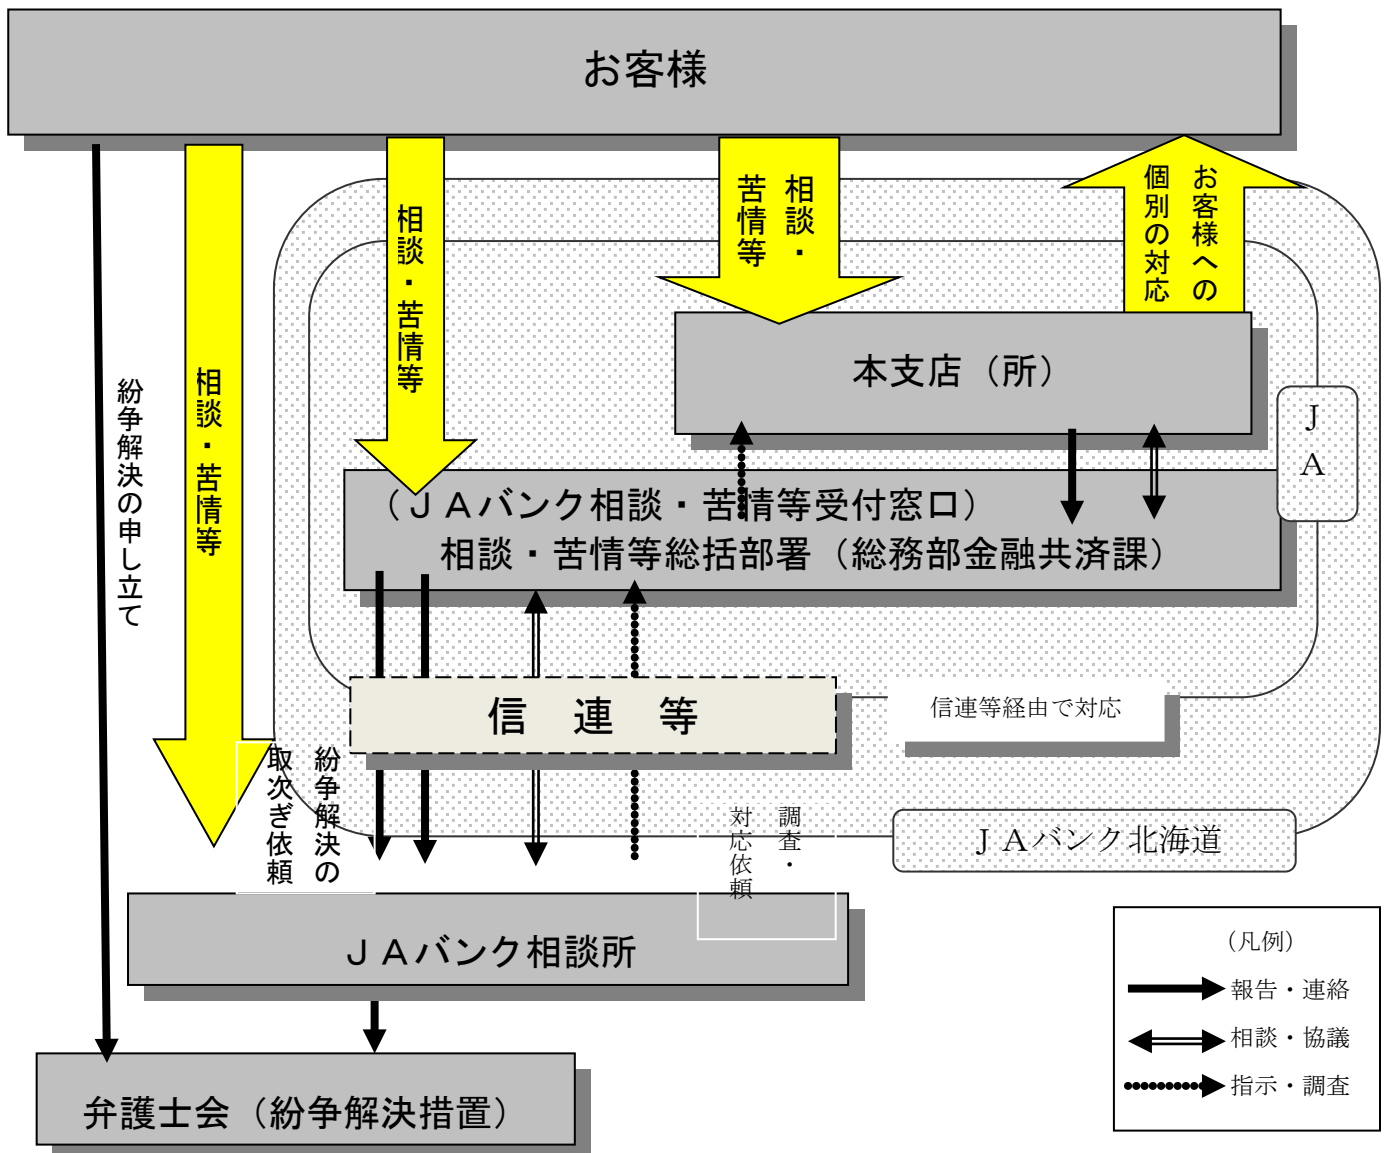 お客様
相談・
苦情等
お客様への
個別の対応
相談・苦情等
相談・苦情等
紛争解決の申し立て
本支店（所）
ＪＡ
（ＪＡバンク相談・苦情等受付窓口）
相談・苦情等総括部署（総務部金融共済課）
信　連　等
信連等経由で対応
紛争解決の
取次ぎ依頼
調査・
対応依頼
ＪＡバンク北海道
ＪＡバンク相談所
弁護士会（紛争解決措置）
（凡例）
報告・連絡
相談・協議
指示・調査